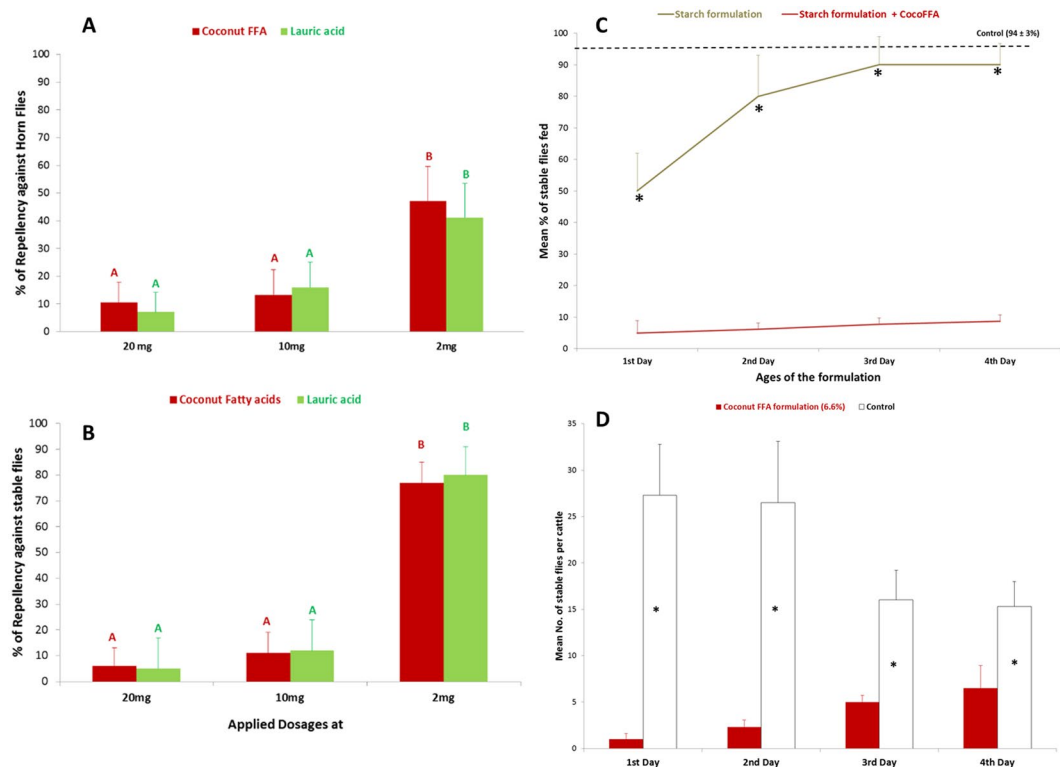 A
Coconut FFA Lauric acid
% of Repellency against Horn Flies
100
90
80
70
60
50
40
30
20
10
0
A
A
A
A
B
B
20 mg 10mg 2mg
B
Coconut Fatty acids Lauric acid
% of Repellency against stable flies
100
90
80
70
60
50
40
30
20
10
0
A
A
A
A
B
B
20mg 10mg 2mg
Applied Dosages at
C
Starch formulation Starch formulation + CocoFFA
Control (94 ± 3%)
Mean % of stable flies fed
100
90
80
70
60
50
40
30
20
10
0
*
*
*
*
1st Day 2nd Day 3rd Day 4th Day
Ages of the formulation
D
Coconut FFA formulation (6.6%) Control
Mean No. of stable flies per cattle
35
30
25
20
15
10
5
0
*
*
*
*
1st Day 2nd Day 3rd Day 4th Day